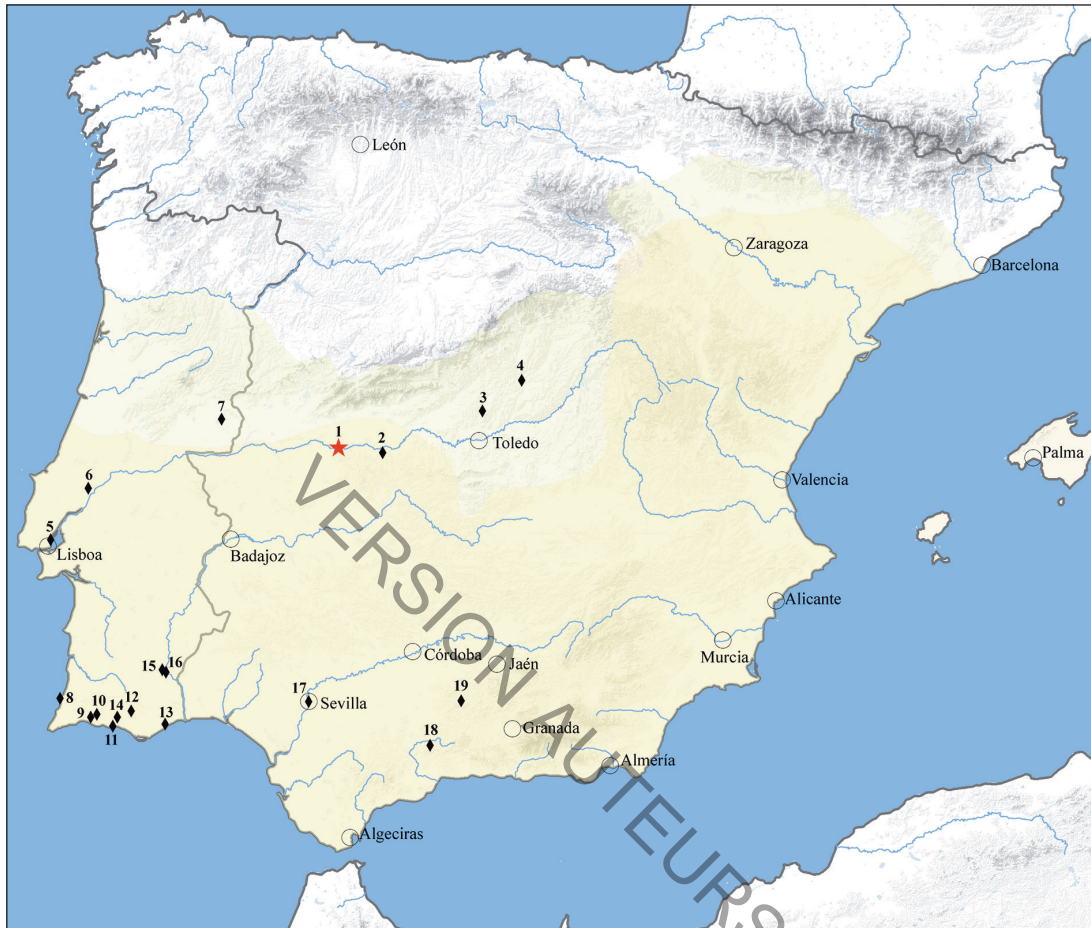 León
Zaragoza
Barcelona
4
3
7
1
2
Toledo
Palma
6
Valencia
5
Lisboa
Badajoz
VERSION AUTEURS
Alicante
Córdoba
Murcia
15
16
Jaén
8
10
12
17
19
9
14
13
Sevilla
11
18
Granada
Almería
Algeciras